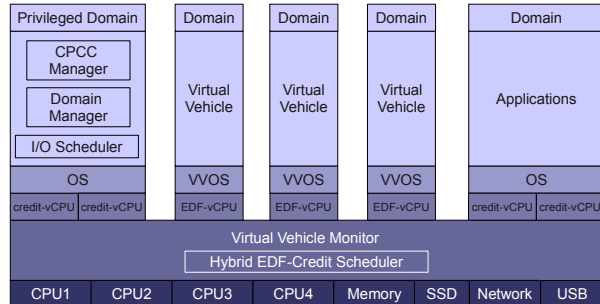 Privileged Domain
Domain
Domain
Domain
Domain
CPCC
Manager
Domain
Manager
I/O Scheduler
Virtual
Vehicle
Virtual
Vehicle
Virtual
Vehicle
Applications
OS
VVOS
VVOS
VVOS
OS
credit-vCPU
credit-vCPU
EDF-vCPU
EDF-vCPU
EDF-vCPU
credit-vCPU
credit-vCPU
Virtual Vehicle Monitor
Hybrid EDF-Credit Scheduler
CPU1
CPU2
CPU3
CPU4
Memory
SSD
Network
USB